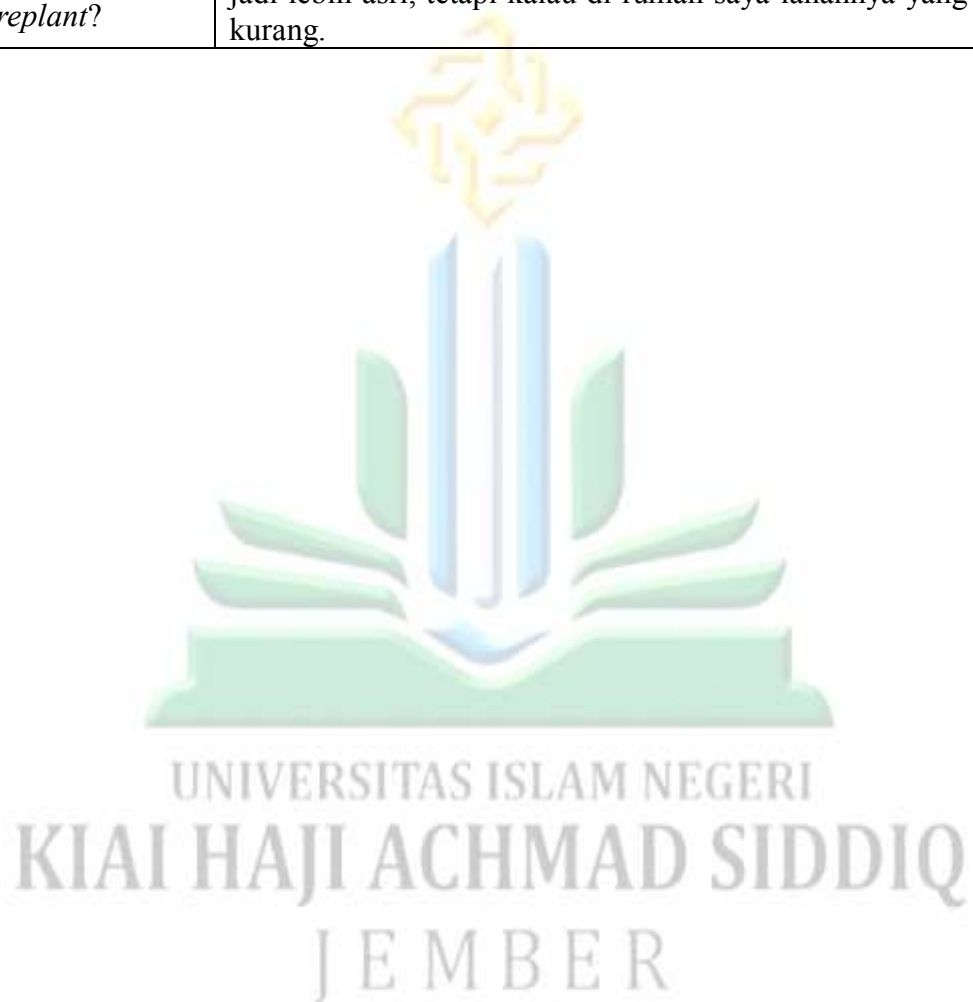 replant?
jadi lebih asri, tetapi kalau di rumah saya lahannya yang
kurang.
UNIVERSITAS ISLAM NEGERI
KIAI HAJI ACHMAD SIDDIQ
JEMBER